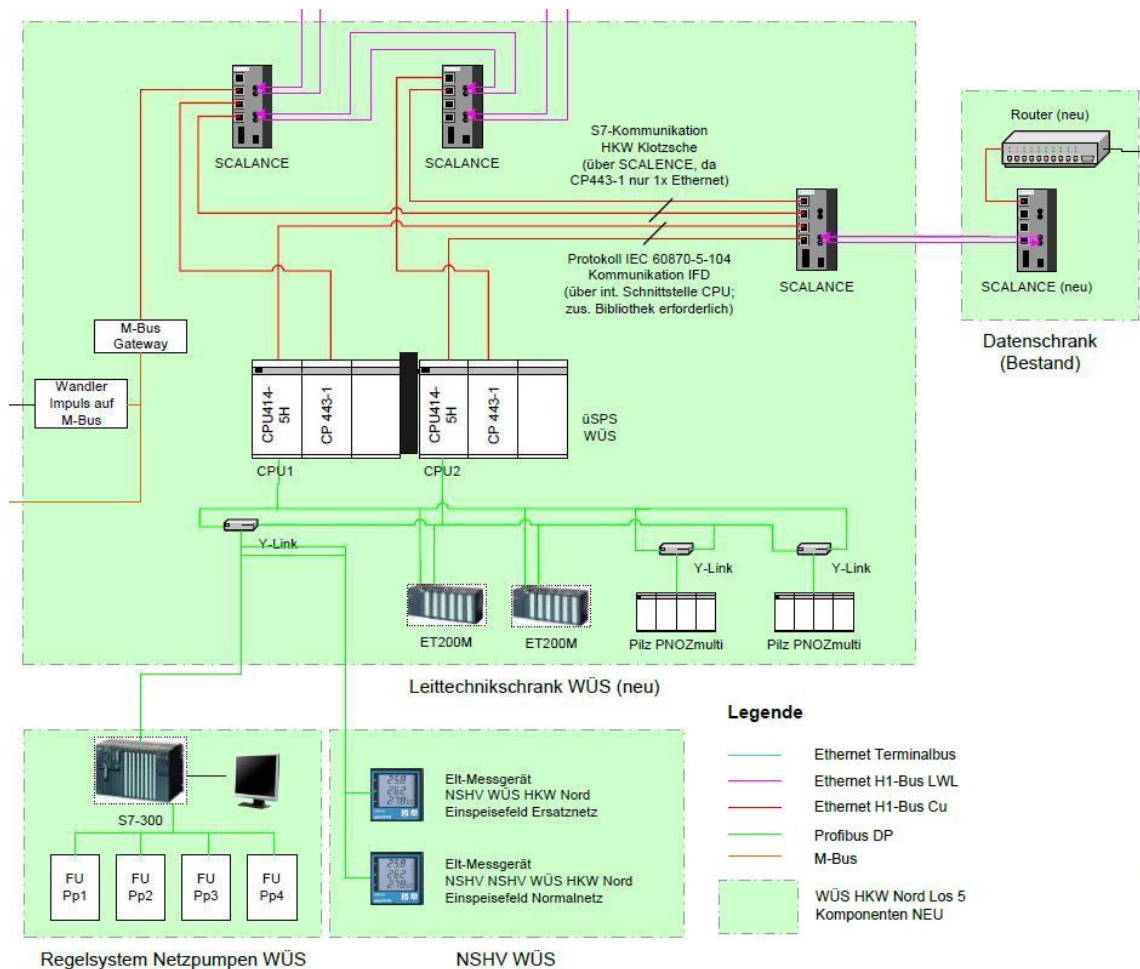 SCALANCE
SCALANCE
S7-Kommunikation
HKW Klotzsche
(über SCALENCE, da
CP443-1 nur 1x Ethernet)
Router (neu)
Protokoll IEC 60870-5-104
Kommunikation IFD
(über int. Schnittstelle CPU;
zus. Bibliothek erforderlich)
SCALANCE
SCALANCE (neu)
Datenschrank
(Bestand)
M-Bus
Gateway
Wandler
Impuls auf
M-Bus
CPU414-
5H
CP 443-1
CPU414-
5H
CP 443-1
üSPS
WÜS
CPU1
CPU2
Y-Link
Y-Link
Y-Link
ET200M
ET200M
Pilz PNOZmulti
Pilz PNOZmulti
Leittechnikschrank WÜS (neu)
S7-300
FU
Pp1
FU
Pp2
FU
Pp3
FU
Pp4
Regelsystem Netzpumpen WÜS
258
262
278
Elt-Messgerät
NSHV WÜS HKW Nord
Einspeisefeld Ersatznetz
258
262
278
Elt-Messgerät
NSHV NSHV WÜS HKW Nord
Einspeisefeld Normalnetz
NSHV WÜS
Legende
Ethernet Terminalbus
Ethernet H1-Bus LWL
Ethernet H1-Bus Cu
Profibus DP
M-Bus
WÜS HKW Nord Los 5
Komponenten NEU